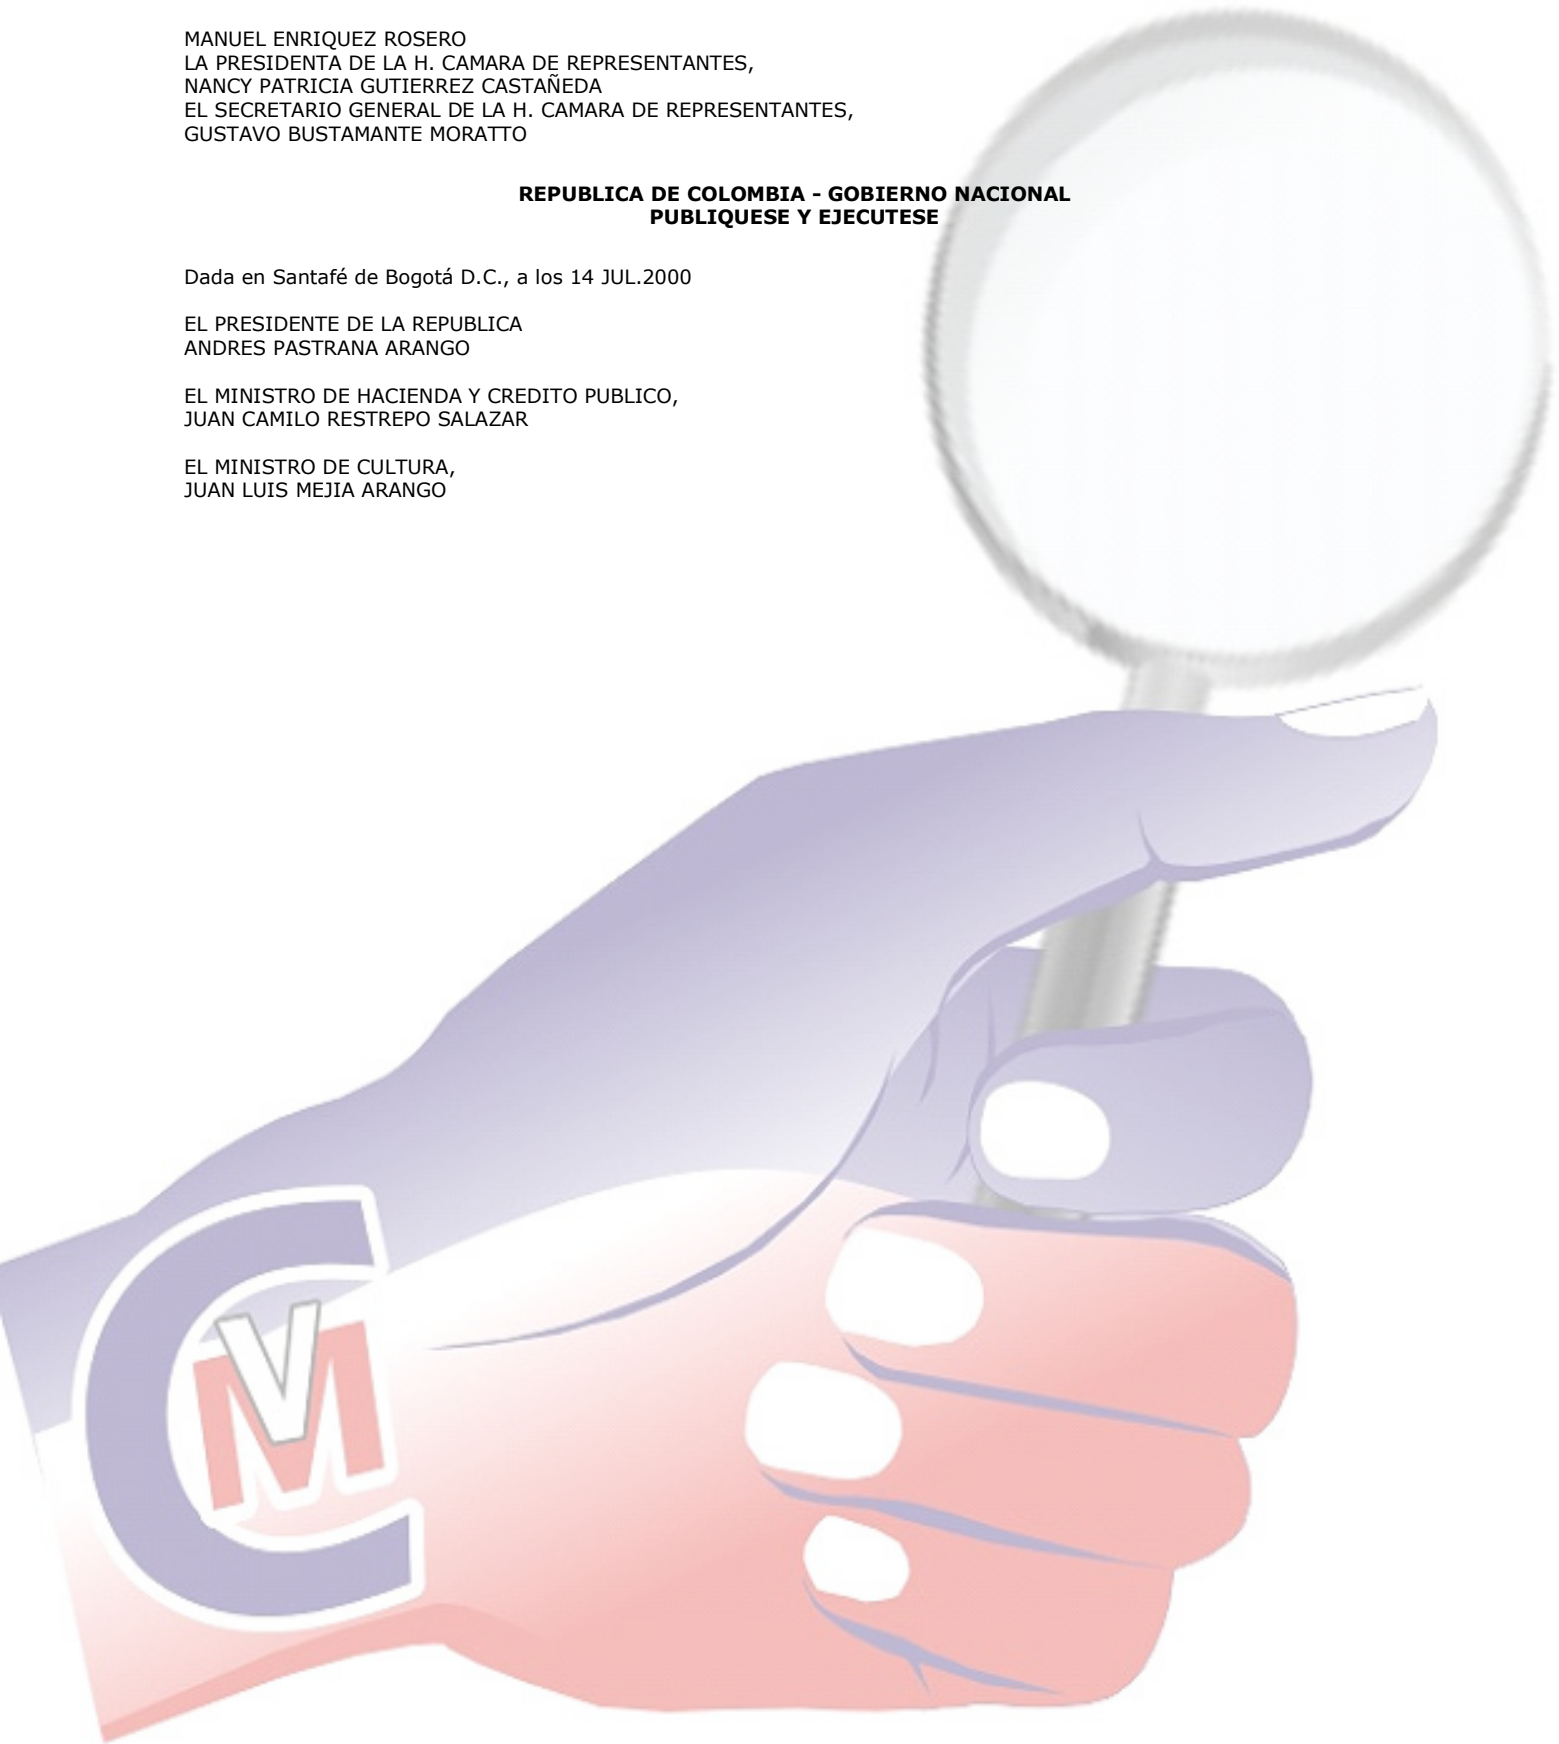 MANUEL ENRIQUEZ ROSERO
LA PRESIDENTA DE LA H. CAMARA DE REPRESENTANTES,
NANCY PATRICIA GUTIERREZ CASTAÑEDA
EL SECRETARIO GENERAL DE LA H. CAMARA DE REPRESENTANTES,
GUSTAVO BUSTAMANTE MORATTO
REPUBLICA DE COLOMBIA - GOBIERNO NACIONAL
PUBLIQUESE Y EJECUTESE
Dada en Santafé de Bogotá D.C., a los 14 JUL.2000
EL PRESIDENTE DE LA REPUBLICA
ANDRES PASTRANA ARANGO
EL MINISTRO DE HACIENDA Y CREDITO PUBLICO,
JUAN CAMILO RESTREPO SALAZAR
EL MINISTRO DE CULTURA,
JUAN LUIS MEJIA ARANGO
CVM